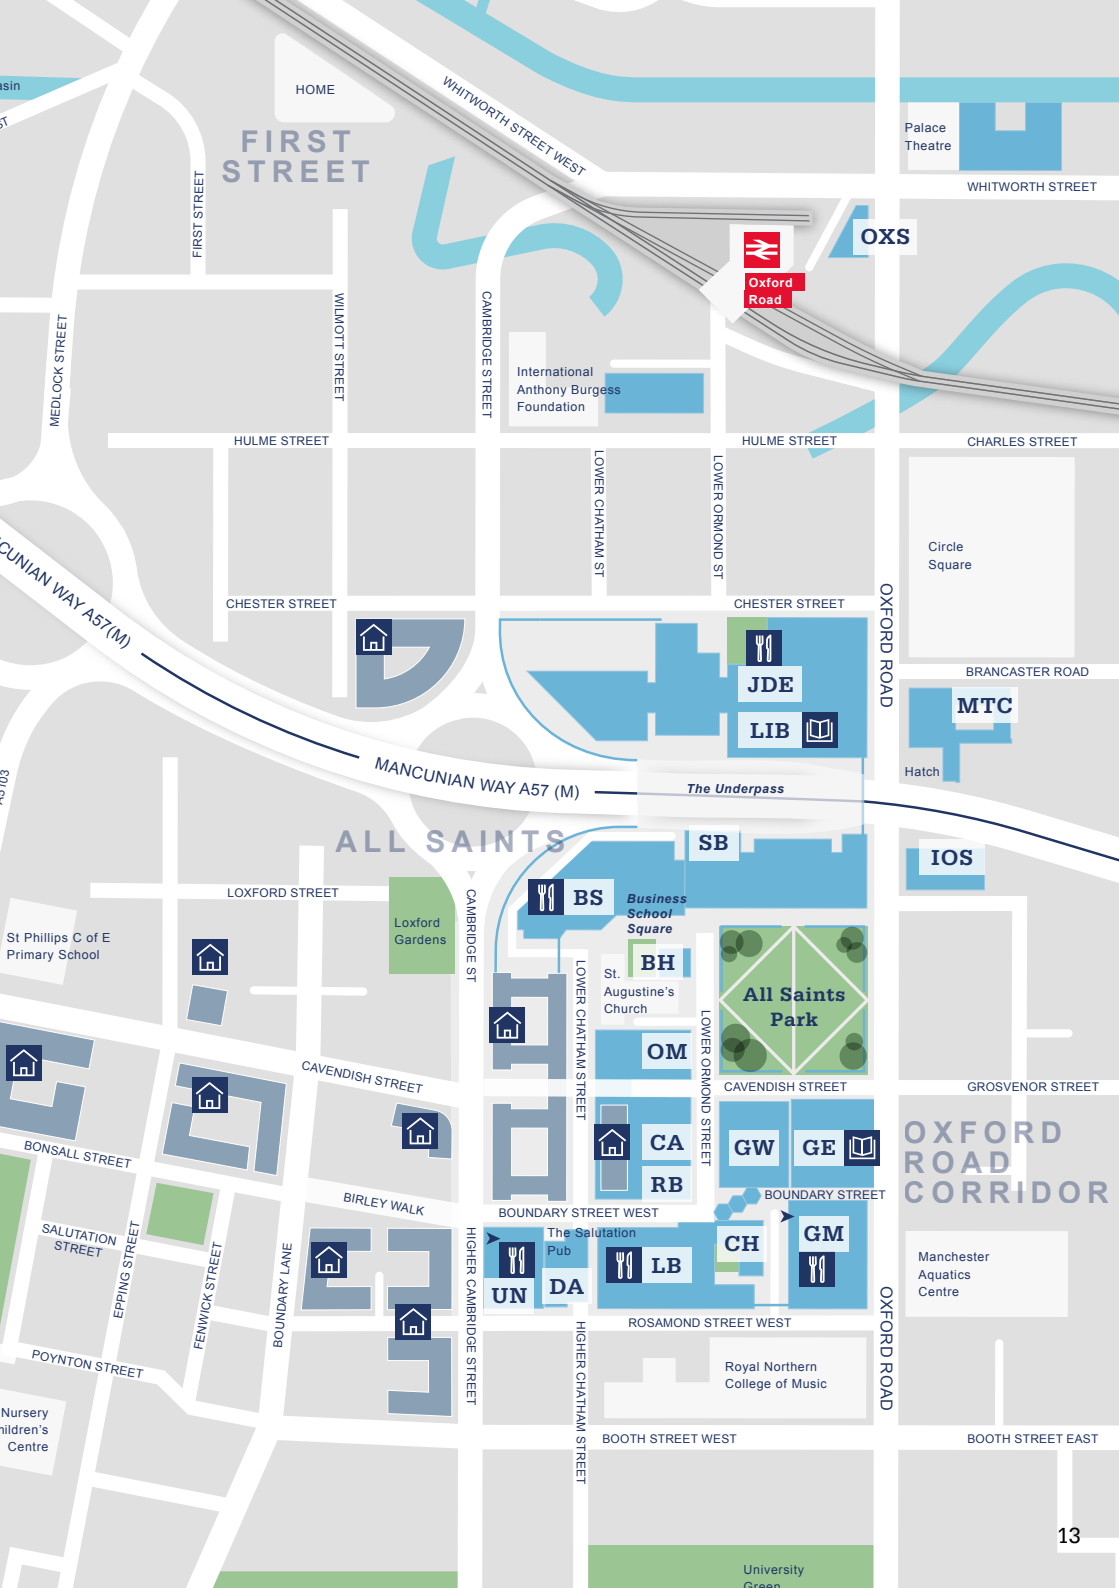 asin
ST
HOME
FIRST
STREET
WHITWORTH STREET WEST
Palace
Theatre
WHITWORTH STREET
FIRST STREET
OXS
Oxford
Road
WILMOTT STREET
CAMBRIDGE STREET
MEDLOCK STREET
International
Anthony Burgess
Foundation
HULME STREET
HULME STREET
CHARLES STREET
LOWER CHATHAM ST
LOWER ORMOND ST
Circle
Square
CUNIAN WAY A57(M)
CHESTER STREET
CHESTER STREET
OXFORD ROAD
BRANCASTER ROAD
JDE
MTC
LIB
Hatch
A5103
MANCUNIAN WAY A57 (M)
The Underpass
ALL SAINTS
SB
IOS
LOXFORD STREET
CAMBRIDGE ST
BS
Business
School
Square
Loxford
Gardens
St Phillips C of E
Primary School
BH
St.
Augustine's
Church
All Saints
Park
LOWER CHATHAM STREET
LOWER ORMOND STREET
OM
CAVENDISH STREET
CAVENDISH STREET
GROSVENOR STREET
OXFORD
ROAD
CORRIDOR
CA
GW
GE
RB
BONSALL STREET
BIRLEY WALK
BOUNDARY STREET
BOUNDARY STREET WEST
SALUTATION
STREET
EPPING STREET
FENWICK STREET
BOUNDARY LANE
HIGHER CAMBRIDGE STREET
The Salutation
Pub
UN
DA
LB
CH
GM
Manchester
Aquatics
Centre
OXFORD ROAD
ROSAMOND STREET WEST
HIGHER CHATHAM STREET
POYNTON STREET
Royal Northern
College of Music
Nursery
hildren's
Centre
BOOTH STREET WEST
BOOTH STREET EAST
13
University
Green